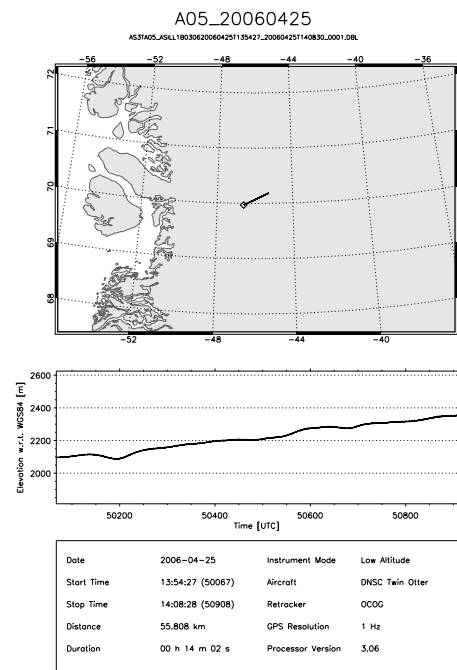 A05_20060425
AS3TA05_ASILL1B030620060425T135427_20060425T140830_0001.DBL
-56 -52 -48 -44 -40 -36
72
71
70
69
68
-52 -48 -44 -40
Elevation w.r.t. WGS84 [m]
2600
2400
2200
2000
50200 50400 50600 50800
Time [UTC]
Date 2006-04-25 Instrument Mode Low Altitude
Start Time 13:54:27 (50067) Aircraft DNSC Twin Otter
Stop Time 14:08:28 (50908) Retracker OCOG
Distance 55.808 km GPS Resolution 1 Hz
Duration 00 h 14 m 02 s Processor Version 3.06